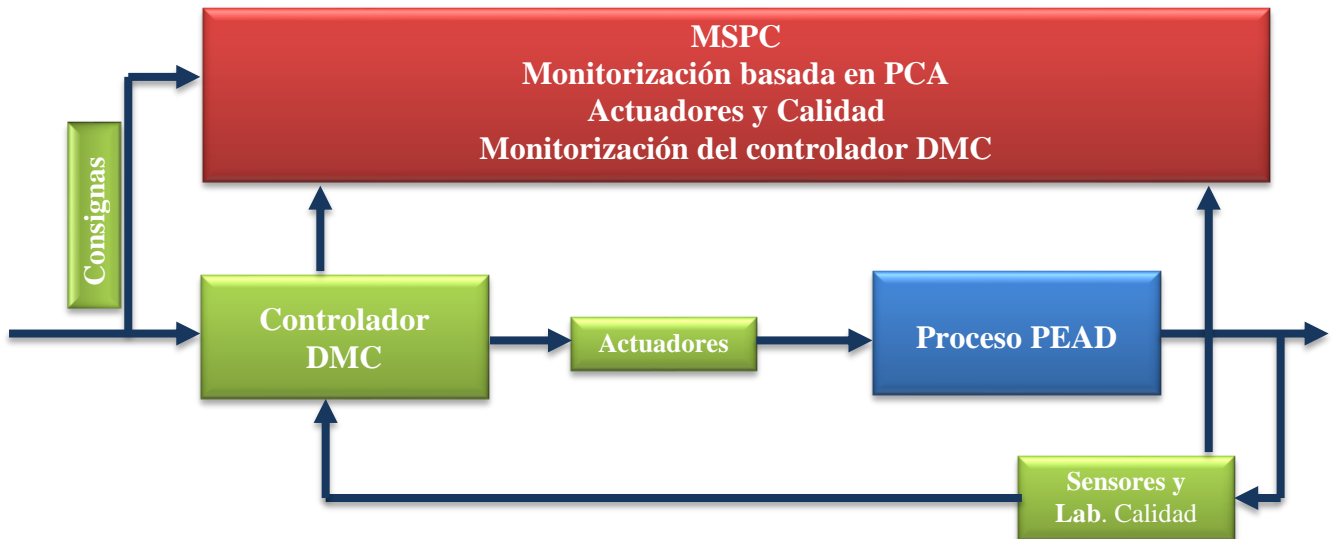 MSPC
Monitorización basada en PCA
Actuadores y Calidad
Monitorización del controlador DMC
Consignas
Controlador
DMC
Actuadores
Proceso PEAD
Sensores y
Lab. Calidad